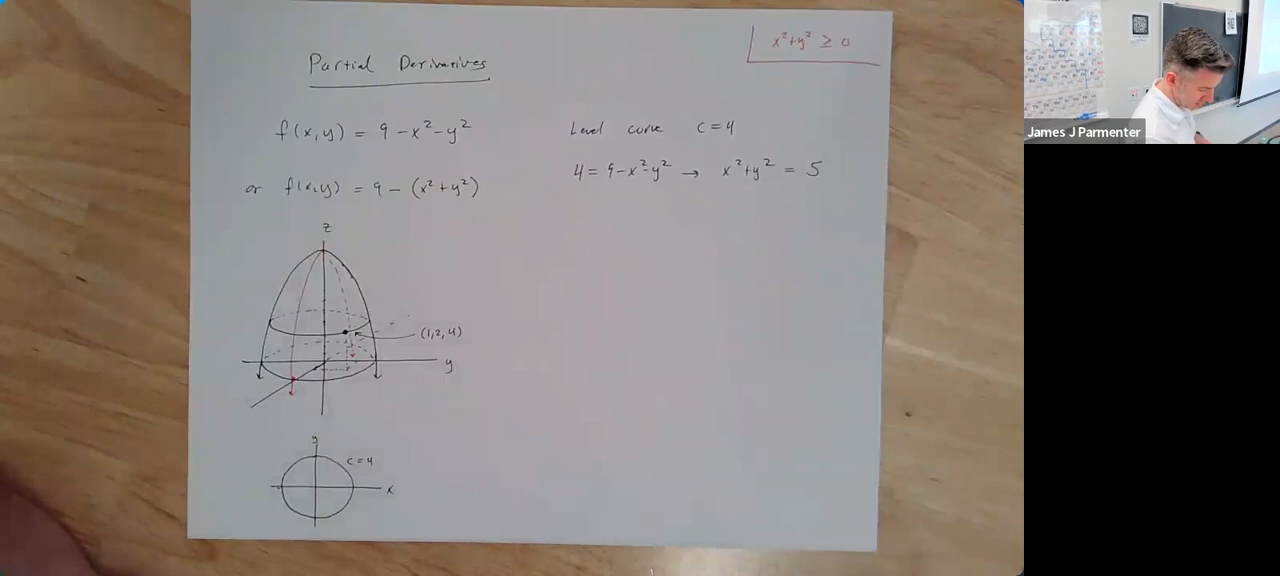 Partial Derivatives
x²+y² ≥ 0
f(x,y) = 9 - x² - y²
or f(x,y) = 9 - (x² + y²)
Level curve c=4
4 = 9 - x² - y² → x² + y² = 5
z
(1,2,4)
y
y
c=4
x
James J Parmenter